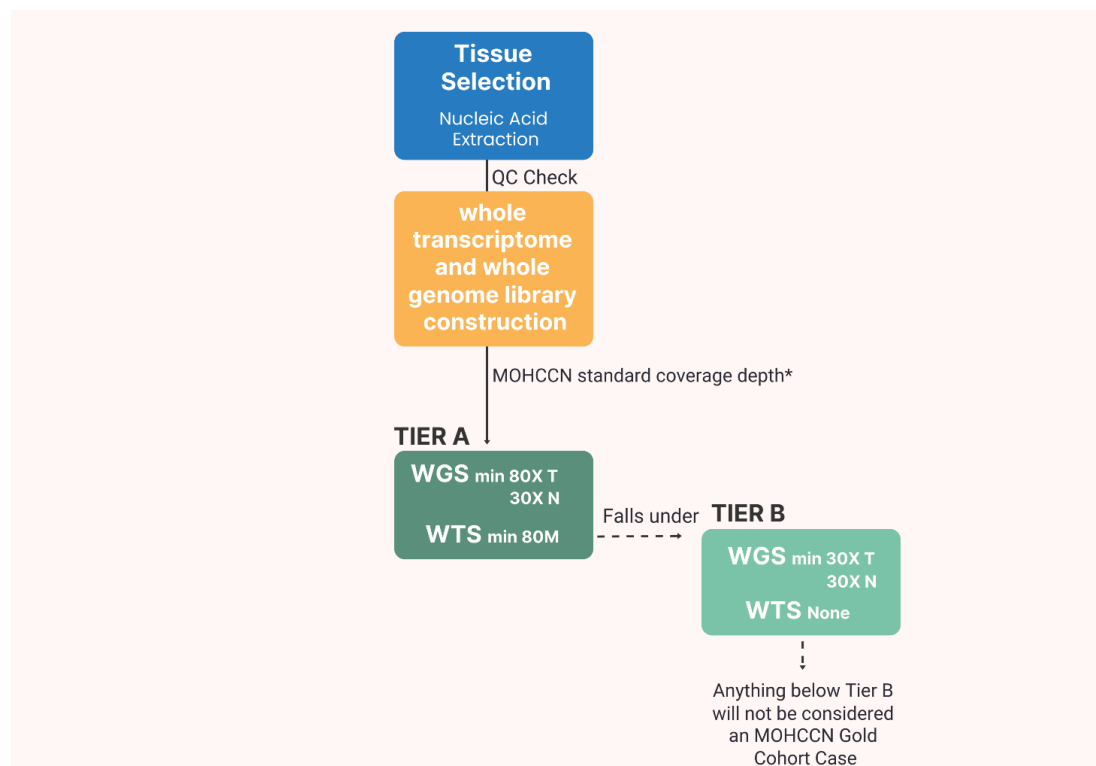 Tissue
Selection
Nucleic Acid
Extraction
QC Check
whole
transcriptome
and whole
genome library
construction
MOHCCN standard coverage depth*
TIER A
WGS min 80X T
30X N
WTS min 80M
Falls under
TIER B
WGS min 30X T
30X N
WTS None
Anything below Tier B
will not be considered
an MOHCCN Gold
Cohort Case